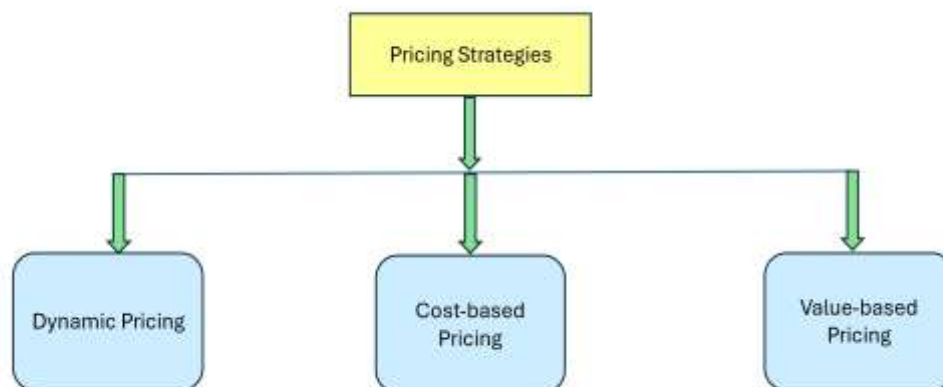 Pricing Strategies
Dynamic Pricing
Cost-based
Pricing
Value-based
Pricing